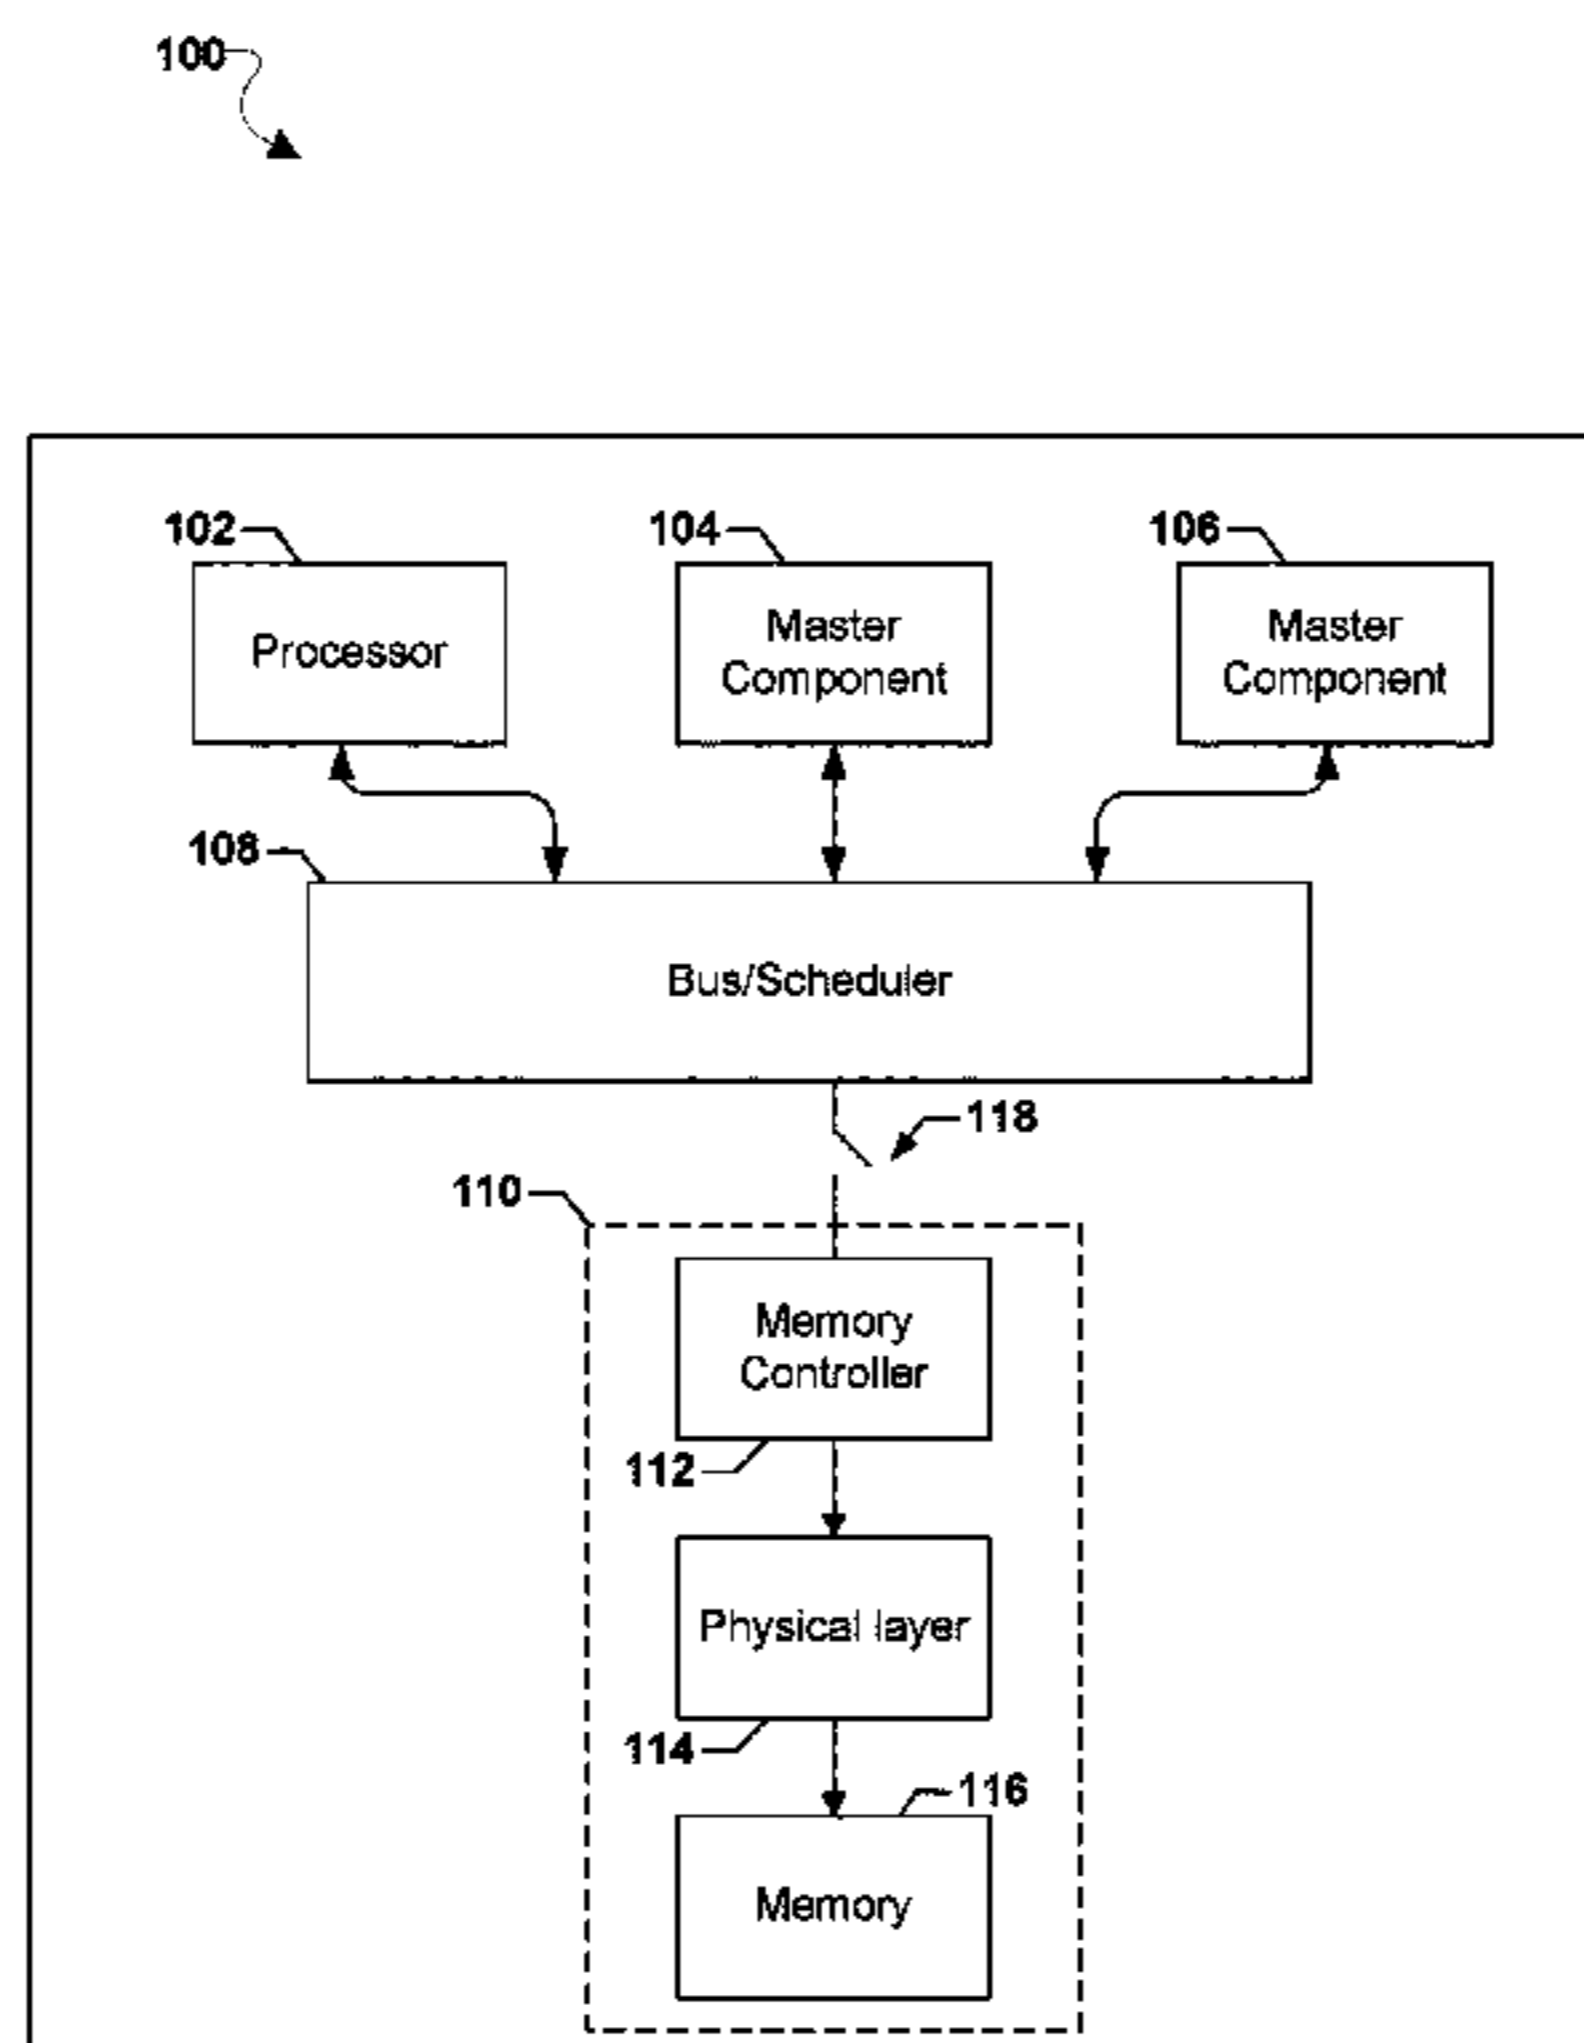 100
102
104
106
Processor
Master
Component
Master
Component
108
Bus/Scheduler
118
110
Memory
Controller
112
Physical layer
114
116
Memory